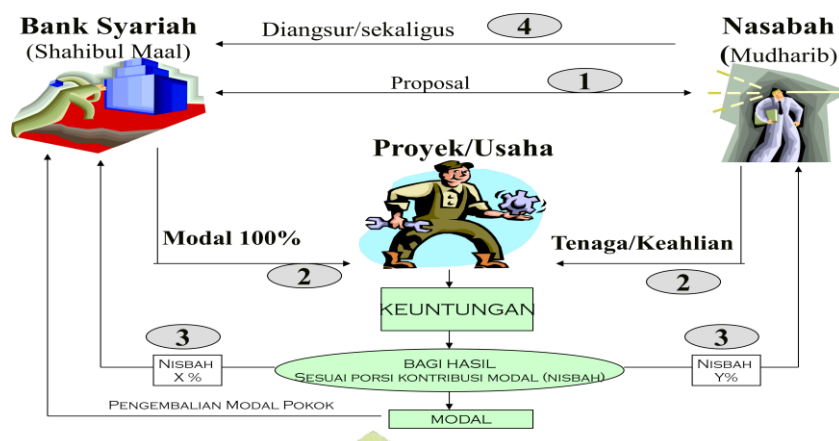 Bank Syariah
(Shahibul Maal)
Diangsur/sekaligus
4
Nasabah
(Mudharib)
Proposal
1
Proyek/Usaha
Modal 100%
2
Tenaga/Keahlian
2
KEUNTUNGAN
3
NISBAH
X %
BAGI HASIL
SESUAI PORSI KONTRIBUSI MODAL (NISBAH)
3
NISBAH
Y%
PENGEMBALIAN MODAL POKOK
MODAL